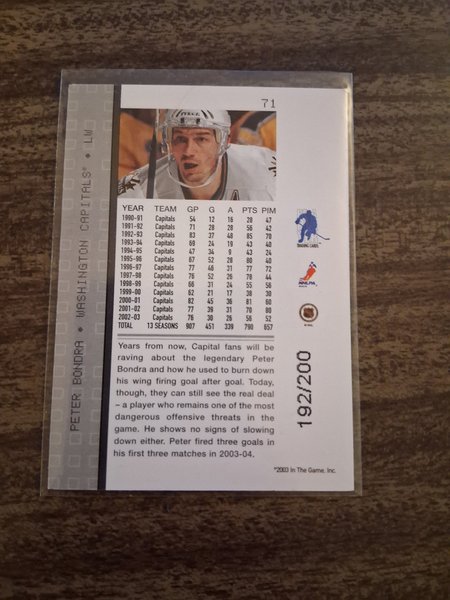 71
PETER BONDRA • WASHINGTON CAPITALS® • LW
YEAR TEAM GP G A PTS PIM
1990-91 Capitals 54 12 16 28 47
1991-92 Capitals 71 28 28 56 42
1992-93 Capitals 83 37 48 85 70
1993-94 Capitals 69 24 19 43 40
1994-95 Capitals 47 34 9 43 24
1995-96 Capitals 67 52 28 80 40
1996-97 Capitals 77 46 31 77 72
1997-98 Capitals 76 52 26 78 44
1998-99 Capitals 66 31 24 55 56
1999-00 Capitals 62 21 17 38 30
2000-01 Capitals 82 45 36 81 60
2001-02 Capitals 77 39 31 70 80
2002-03 Capitals 76 30 26 56 52
TOTAL 13 SEASONS 907 451 339 790 657
TRADING CARDS
NHLPA
192/200
Years from now, Capital fans will be
raving about the legendary Peter
Bondra and how he used to burn down
his wing firing goal after goal. Today,
though, they can still see the real deal
– a player who remains one of the most
dangerous offensive threats in the
game. He shows no signs of slowing
down either. Peter fired three goals in
his first three matches in 2003-04.
©2003 In The Game, Inc.